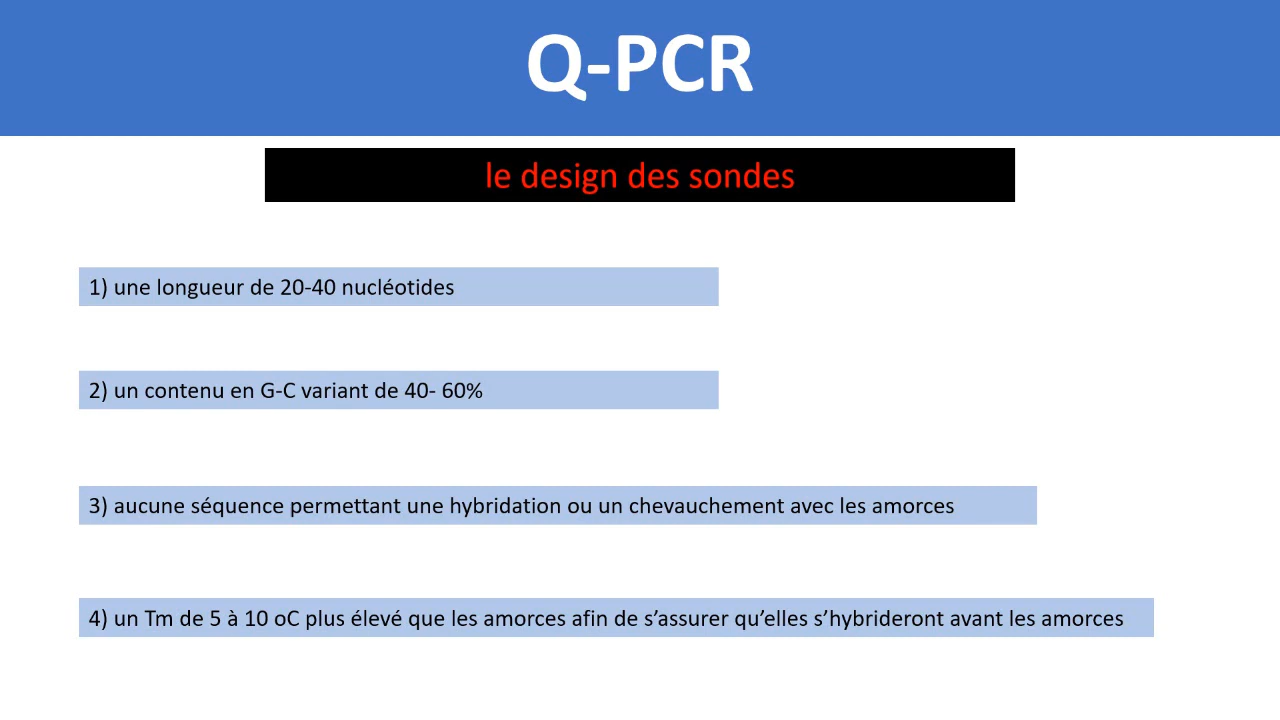 Q-PCR
le design des sondes
1) une longueur de 20-40 nucléotides
2) un contenu en G-C variant de 40- 60%
3) aucune séquence permettant une hybridation ou un chevauchement avec les amorces
4) un Tm de 5 à 10 oC plus élevé que les amorces afin de s’assurer qu’elles s’hybrideront avant les amorces